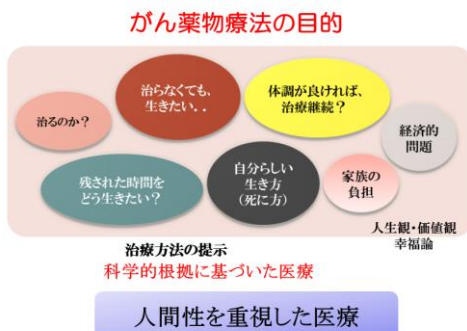 がん薬物療法の目的
治らなくても、
生きたい．．
体調が良ければ、
治療継続？
治るのか？
経済的
問題
残された時間を
どう生きたい？
自分らしい
生き方
（死に方）
家族の
負担
人生観・価値観
幸福論
治療方法の提示
科学的根拠に基づいた医療
人間性を重視した医療